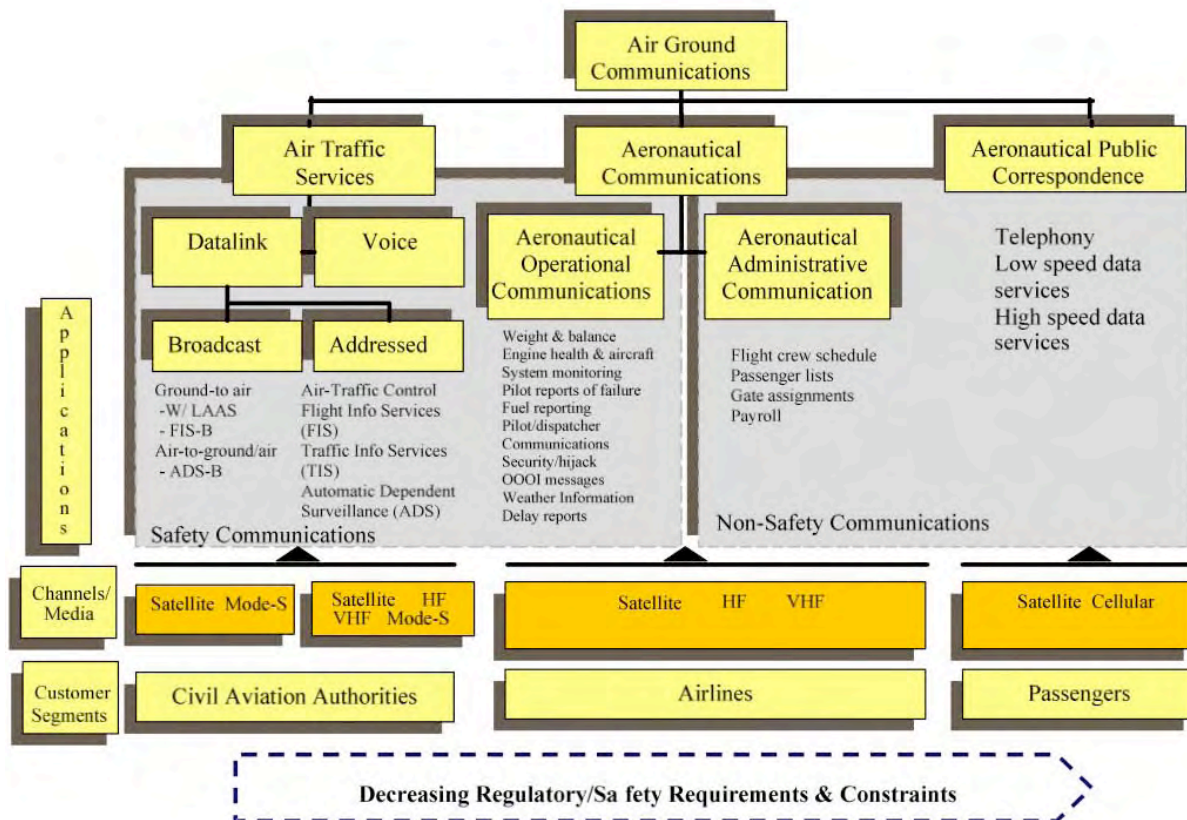 Air Ground
Communications
Air Traffic
Services
Aeronautical
Communications
Aeronautical Public
Correspondence
Datalink
Voice
Aeronautical
Operational
Communications
Aeronautical
Administrative
Communication
Telephony
Low speed data
services
High speed data
services
Applications
Broadcast
Addressed
Ground-to air
-W/ LAAS
- FIS-B
Air-to-ground/air
- ADS-B
Air-Traffic Control
Flight Info Services
(FIS)
Traffic Info Services
(TIS)
Automatic Dependent
Surveillance (ADS)
Weight & balance
Engine health & aircraft
System monitoring
Pilot reports of failure
Fuel reporting
Pilot/dispatcher
Communications
Security/hijack
OOOI messages
Weather Information
Delay reports
Flight crew schedule
Passenger lists
Gate assignments
Payroll
Safety Communications
Non-Safety Communications
Channels/
Media
Satellite Mode-S
Satellite HF
VHF Mode-S
Satellite HF VHF
Satellite Cellular
Customer
Segments
Civil Aviation Authorities
Airlines
Passengers
Decreasing Regulatory/Sa fety Requirements & Constraints